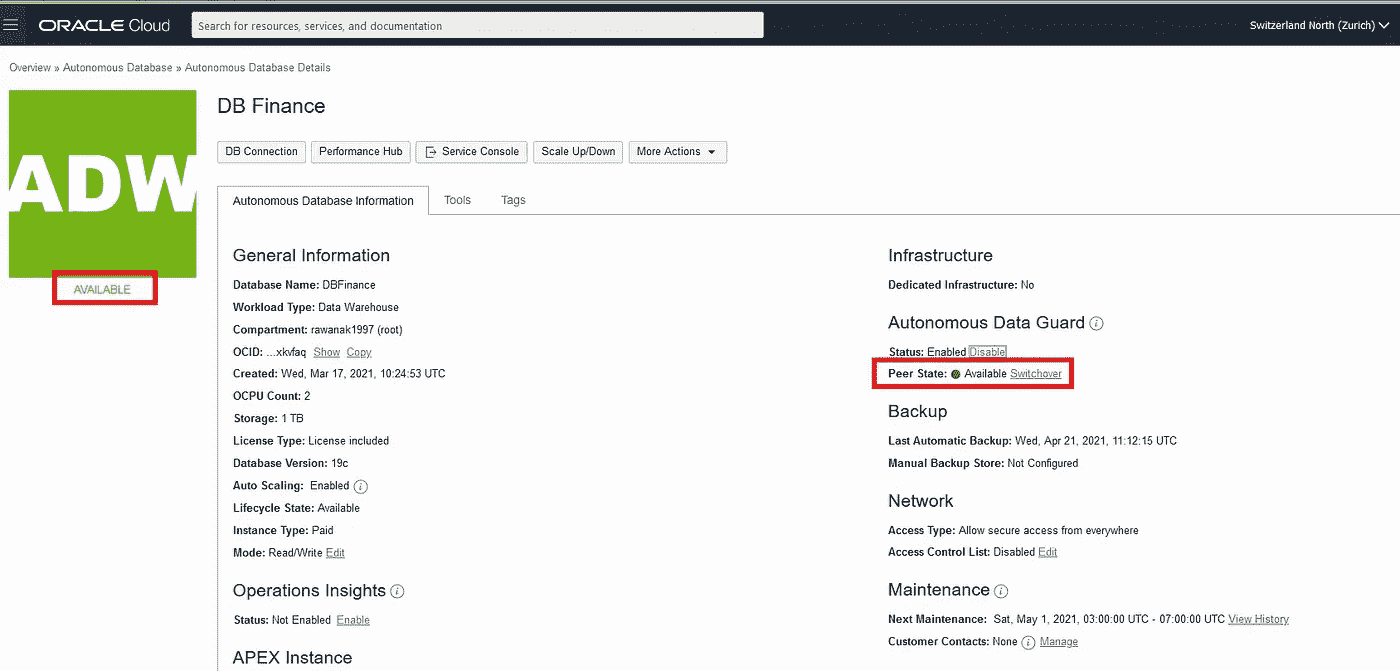 ORACLE Cloud
Search for resources, services, and documentation
Switzerland North (Zurich)
Overview » Autonomous Database » Autonomous Database Details
ADW
AVAILABLE
DB Finance
DB Connection
Performance Hub
Service Console
Scale Up/Down
More Actions
Autonomous Database Information
Tools
Tags
General Information
Database Name: DBFinance
Workload Type: Data Warehouse
Compartment: rawanak1997 (root)
OCID: ...xkvfaq Show Copy
Created: Wed, Mar 17, 2021, 10:24:53 UTC
OCPU Count: 2
Storage: 1 TB
License Type: License included
Database Version: 19c
Auto Scaling: Enabled
Lifecycle State: Available
Instance Type: Paid
Mode: Read/Write Edit
Operations Insights
Status: Not Enabled Enable
APEX Instance
Infrastructure
Dedicated Infrastructure: No
Autonomous Data Guard
Status: Enabled Disable
Peer State: Available Switchover
Backup
Last Automatic Backup: Wed, Apr 21, 2021, 11:12:15 UTC
Manual Backup Store: Not Configured
Network
Access Type: Allow secure access from everywhere
Access Control List: Disabled Edit
Maintenance
Next Maintenance: Sat, May 1, 2021, 03:00:00 UTC - 07:00:00 UTC View History
Customer Contacts: None Manage